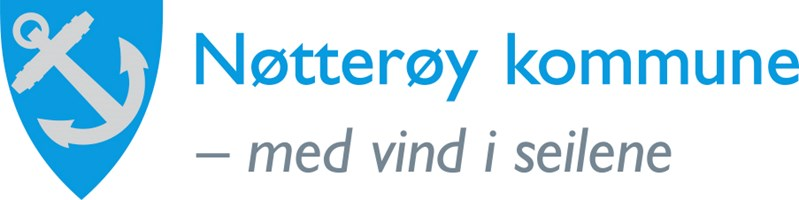 Nøtterøy kommune
– med vind i seilene